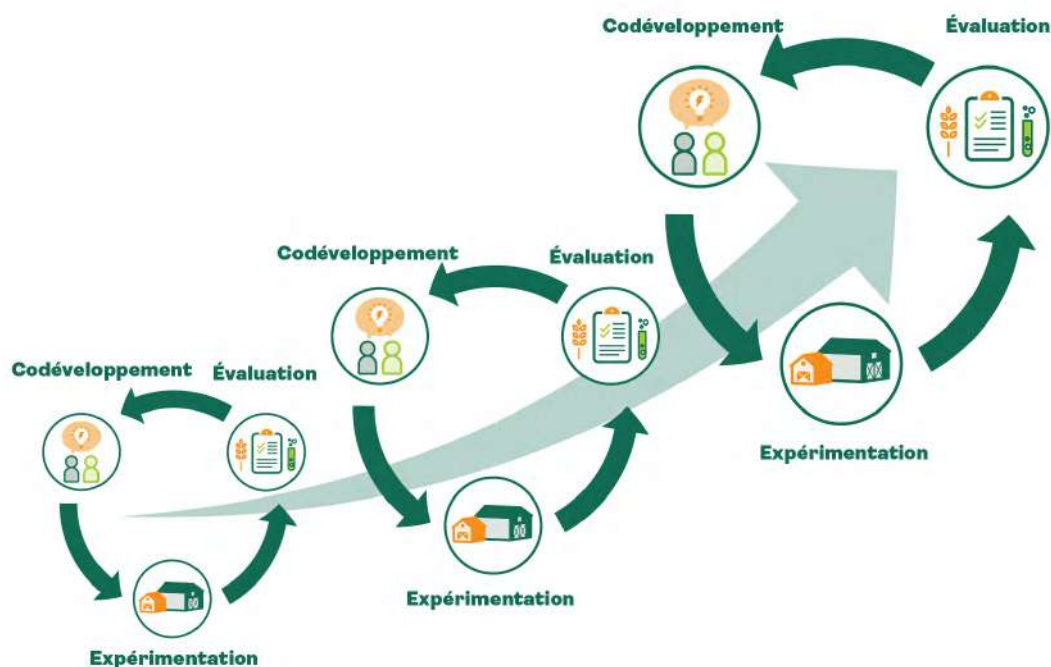 Codéveloppement
Évaluation
Expérimentation
Codéveloppement
Évaluation
Expérimentation
Codéveloppement
Évaluation
Expérimentation